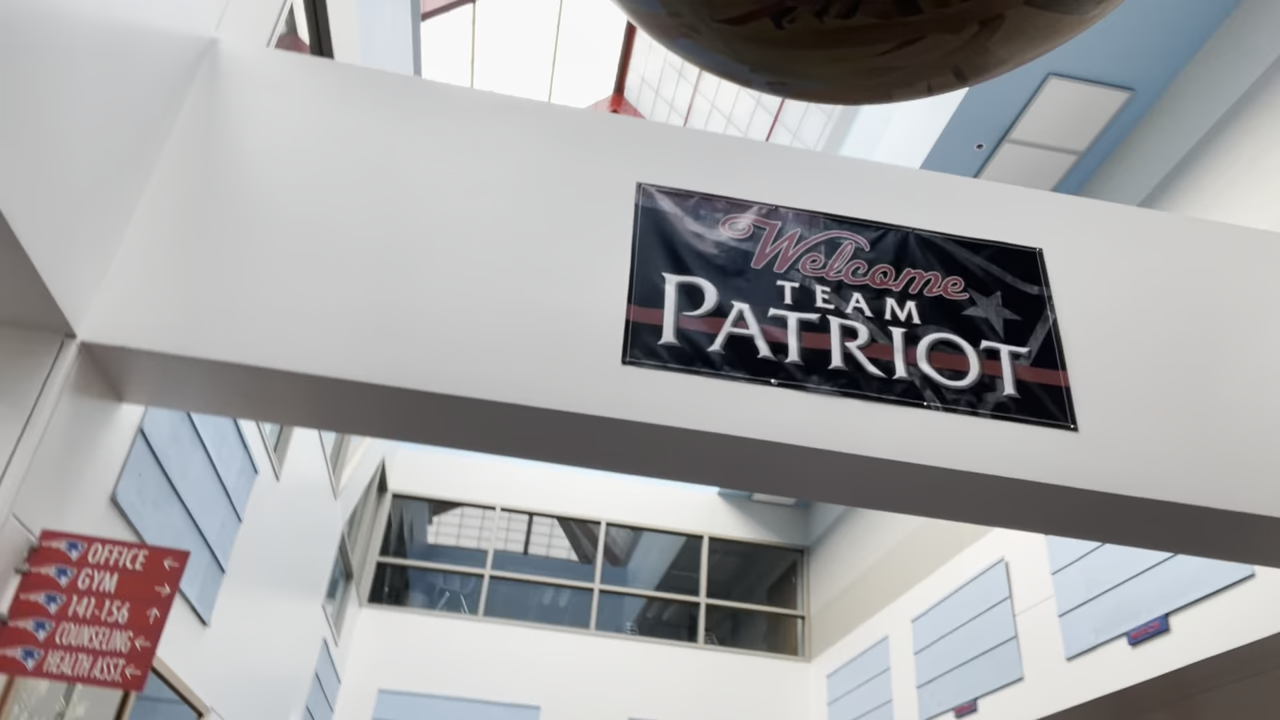 Welcome
TEAM
PATRIOT
OFFICE ←
GYM →
141-156 ↑
COUNSELING ←
HEALTH ASST. ←